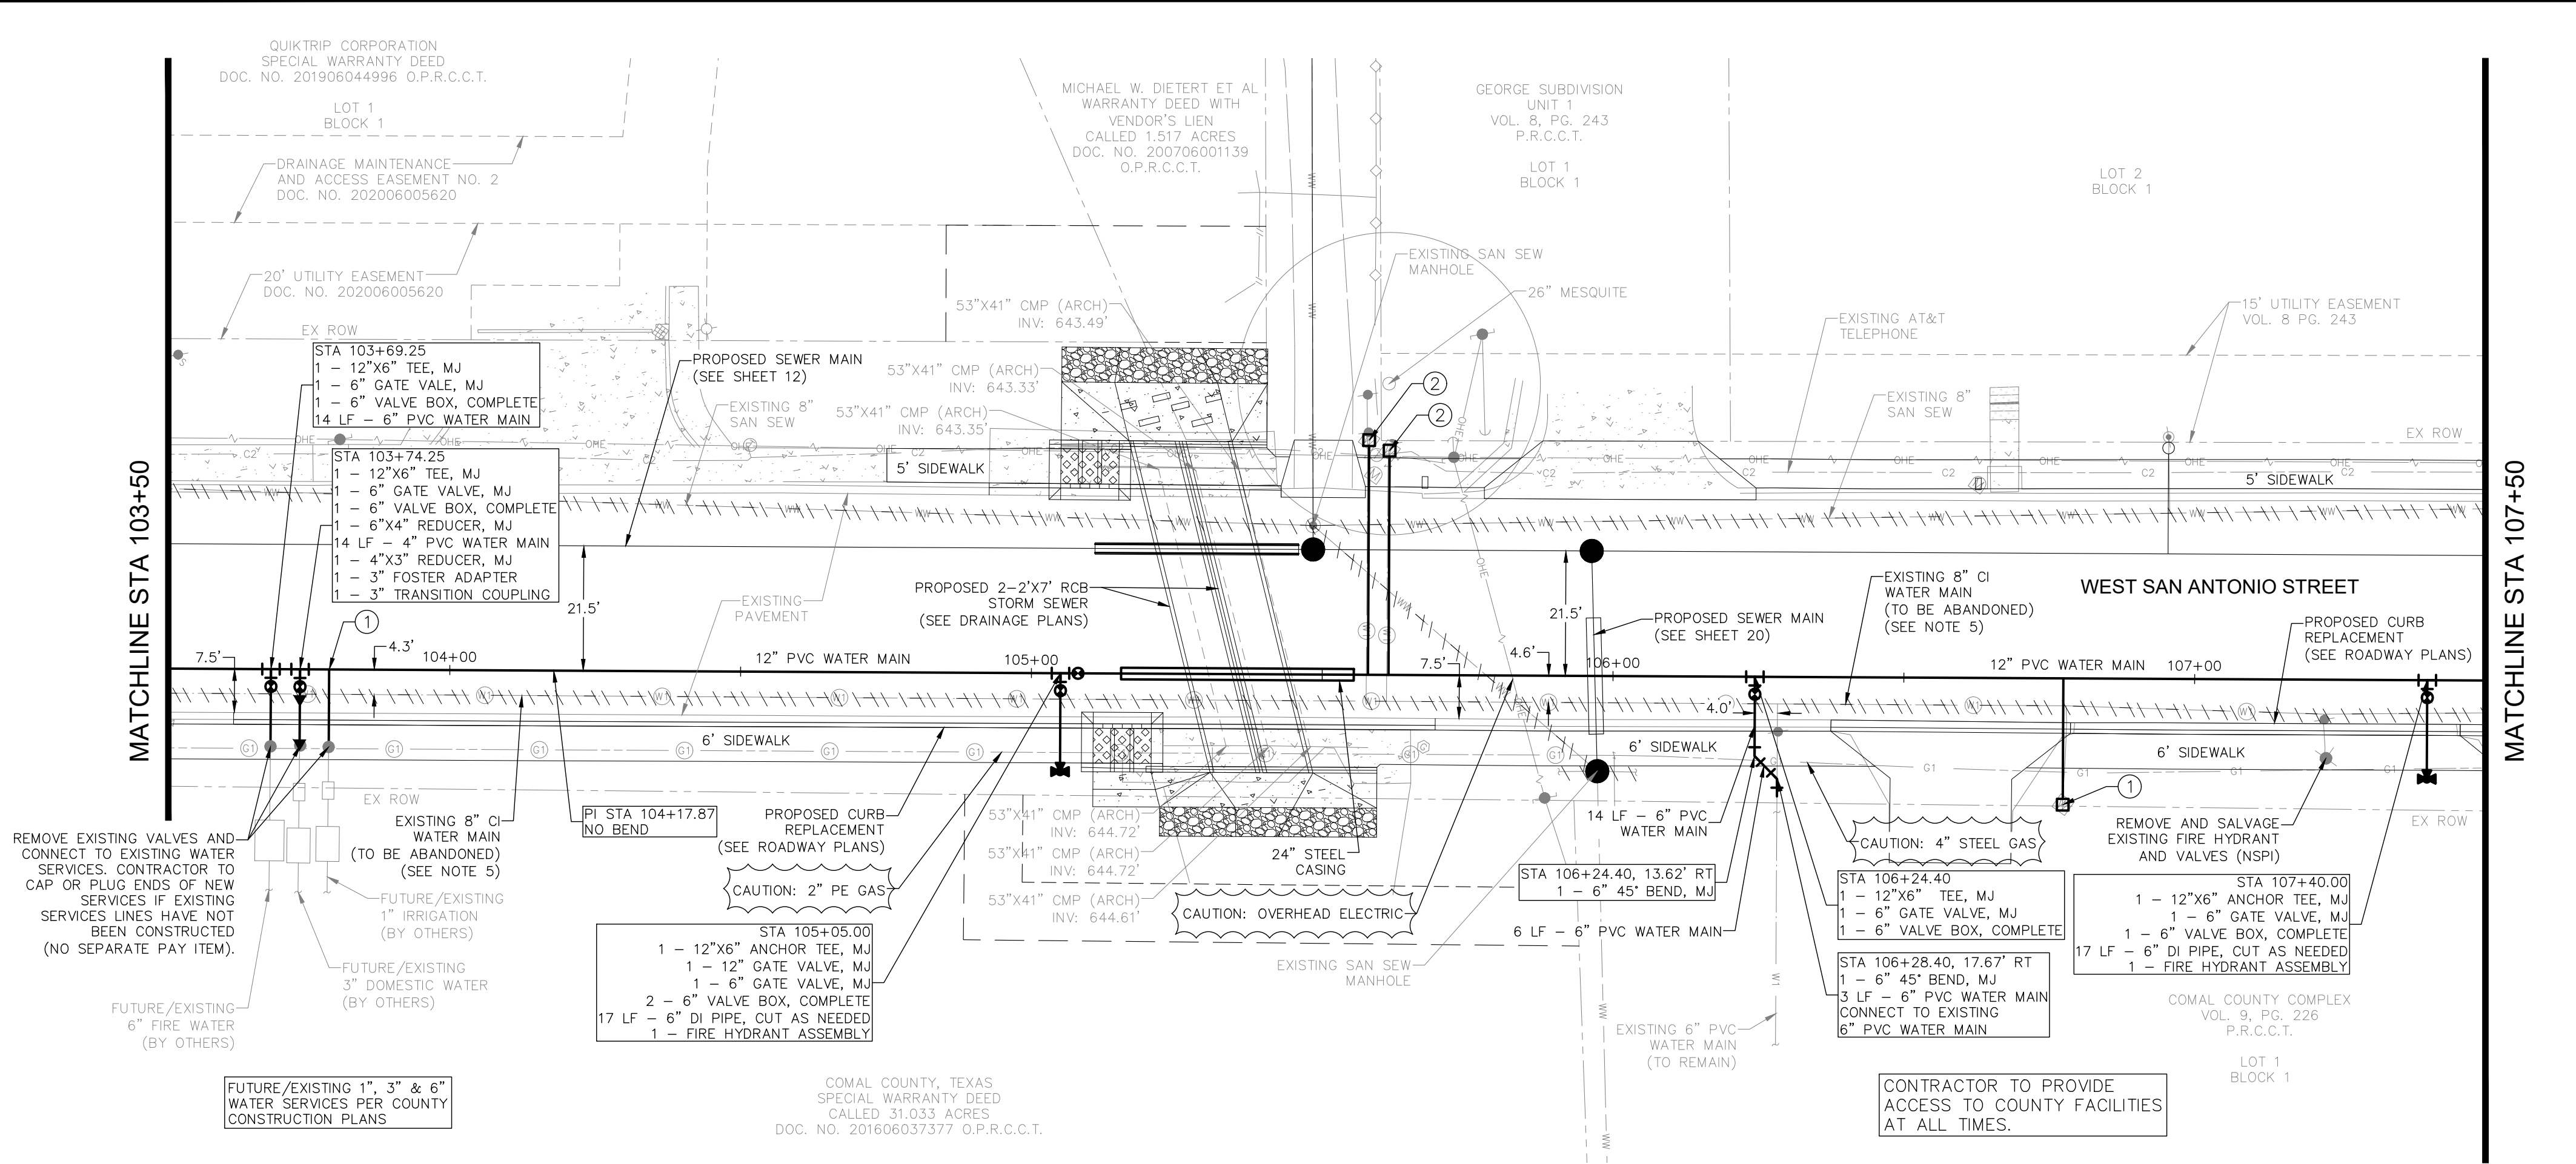 QUIKTRIP CORPORATION
SPECIAL WARRANTY DEED
DOC. NO. 201906044996 O.P.R.C.C.T.
LOT 1
BLOCK 1
DRAINAGE MAINTENANCE
AND ACCESS EASEMENT NO. 2
DOC. NO. 202006005620
20' UTILITY EASEMENT
DOC. NO. 202006005620
EX ROW
MICHAEL W. DIETERT ET AL
WARRANTY DEED WITH
VENDOR'S LIEN
CALLED 1.517 ACRES
DOC. NO. 200706001139
O.P.R.C.C.T.
GEORGE SUBDIVISION
UNIT 1
VOL. 8, PG. 243
P.R.C.C.T.
LOT 1
BLOCK 1
LOT 2
BLOCK 1
EXISTING SAN SEW
MANHOLE
26" MESQUITE
EXISTING AT&T
TELEPHONE
15' UTILITY EASEMENT
VOL. 8 PG. 243
EXISTING 8"
SAN SEW
EX ROW
53"X41" CMP (ARCH)
INV: 643.49'
53"X41" CMP (ARCH)
INV: 643.33'
53"X41" CMP (ARCH)
INV: 643.35'
STA 103+69.25
1 - 12"X6" TEE, MJ
1 - 6" GATE VALE, MJ
1 - 6" VALVE BOX, COMPLETE
14 LF - 6" PVC WATER MAIN
STA 103+74.25
1 - 12"X6" TEE, MJ
1 - 6" GATE VALVE, MJ
1 - 6" VALVE BOX, COMPLETE
1 - 6"X4" REDUCER, MJ
14 LF - 4" PVC WATER MAIN
1 - 4"X3" REDUCER, MJ
1 - 3" FOSTER ADAPTER
1 - 3" TRANSITION COUPLING
PROPOSED SEWER MAIN
(SEE SHEET 12)
EXISTING 8"
SAN SEW
5' SIDEWALK
2
2
5' SIDEWALK
MATCHLINE STA 103+50
MATCHLINE STA 107+50
OHE
C2
WW
21.5'
EXISTING
PAVEMENT
PROPOSED 2-2'X7' RCB
STORM SEWER
(SEE DRAINAGE PLANS)
21.5'
PROPOSED SEWER MAIN
(SEE SHEET 20)
EXISTING 8" CI
WATER MAIN
(TO BE ABANDONED)
(SEE NOTE 5)
WEST SAN ANTONIO STREET
PROPOSED CURB
REPLACEMENT
(SEE ROADWAY PLANS)
1
7.5'
4.3'
104+00
12" PVC WATER MAIN
105+00
7.5'
4.6'
106+00
12" PVC WATER MAIN
107+00
4.0'
W1
G1
6' SIDEWALK
6' SIDEWALK
6' SIDEWALK
1
EX ROW
EX ROW
REMOVE EXISTING VALVES AND
CONNECT TO EXISTING WATER
SERVICES. CONTRACTOR TO
CAP OR PLUG ENDS OF NEW
SERVICES LINES IF EXISTING
SERVICES LINES HAVE NOT
BEEN CONSTRUCTED
(NO SEPARATE PAY ITEM).
EXISTING 8" CI
WATER MAIN
(TO BE ABANDONED)
(SEE NOTE 5)
PI STA 104+17.87
NO BEND
PROPOSED CURB
REPLACEMENT
(SEE ROADWAY PLANS)
CAUTION: 2" PE GAS
53"X41" CMP (ARCH)
INV: 644.72'
53"X41" CMP (ARCH)
INV: 644.72'
53"X41" CMP (ARCH)
INV: 644.61'
24" STEEL
CASING
CAUTION: OVERHEAD ELECTRIC
14 LF - 6" PVC
WATER MAIN
STA 106+24.40, 13.62' RT
1 - 6" 45° BEND, MJ
6 LF - 6" PVC WATER MAIN
CAUTION: 4" STEEL GAS
STA 106+24.40
1 - 12"X6" TEE, MJ
1 - 6" GATE VALVE, MJ
1 - 6" VALVE BOX, COMPLETE
STA 106+28.40, 17.67' RT
1 - 6" 45° BEND, MJ
3 LF - 6" PVC WATER MAIN
CONNECT TO EXISTING
6" PVC WATER MAIN
REMOVE AND SALVAGE
EXISTING FIRE HYDRANT
AND VALVES (NSPI)
STA 107+40.00
1 - 12"X6" ANCHOR TEE, MJ
1 - 6" GATE VALVE, MJ
1 - 6" VALVE BOX, COMPLETE
17 LF - 6" DI PIPE, CUT AS NEEDED
1 - FIRE HYDRANT ASSEMBLY
FUTURE/EXISTING
1" IRRIGATION
(BY OTHERS)
FUTURE/EXISTING
3" DOMESTIC WATER
(BY OTHERS)
FUTURE/EXISTING
6" FIRE WATER
(BY OTHERS)
STA 105+05.00
1 - 12"X6" ANCHOR TEE, MJ
1 - 12" GATE VALVE, MJ
1 - 6" GATE VALVE, MJ
2 - 6" VALVE BOX, COMPLETE
17 LF - 6" DI PIPE, CUT AS NEEDED
1 - FIRE HYDRANT ASSEMBLY
EXISTING SAN SEW
MANHOLE
EXISTING 6" PVC
WATER MAIN
(TO REMAIN)
COMAL COUNTY COMPLEX
VOL. 9, PG. 226
P.R.C.C.T.
LOT 1
BLOCK 1
FUTURE/EXISTING 1", 3" & 6"
WATER SERVICES PER COUNTY
CONSTRUCTION PLANS
COMAL COUNTY, TEXAS
SPECIAL WARRANTY DEED
CALLED 31.033 ACRES
DOC. NO. 201606037377 O.P.R.C.C.T.
CONTRACTOR TO PROVIDE
ACCESS TO COUNTY FACILITIES
AT ALL TIMES.